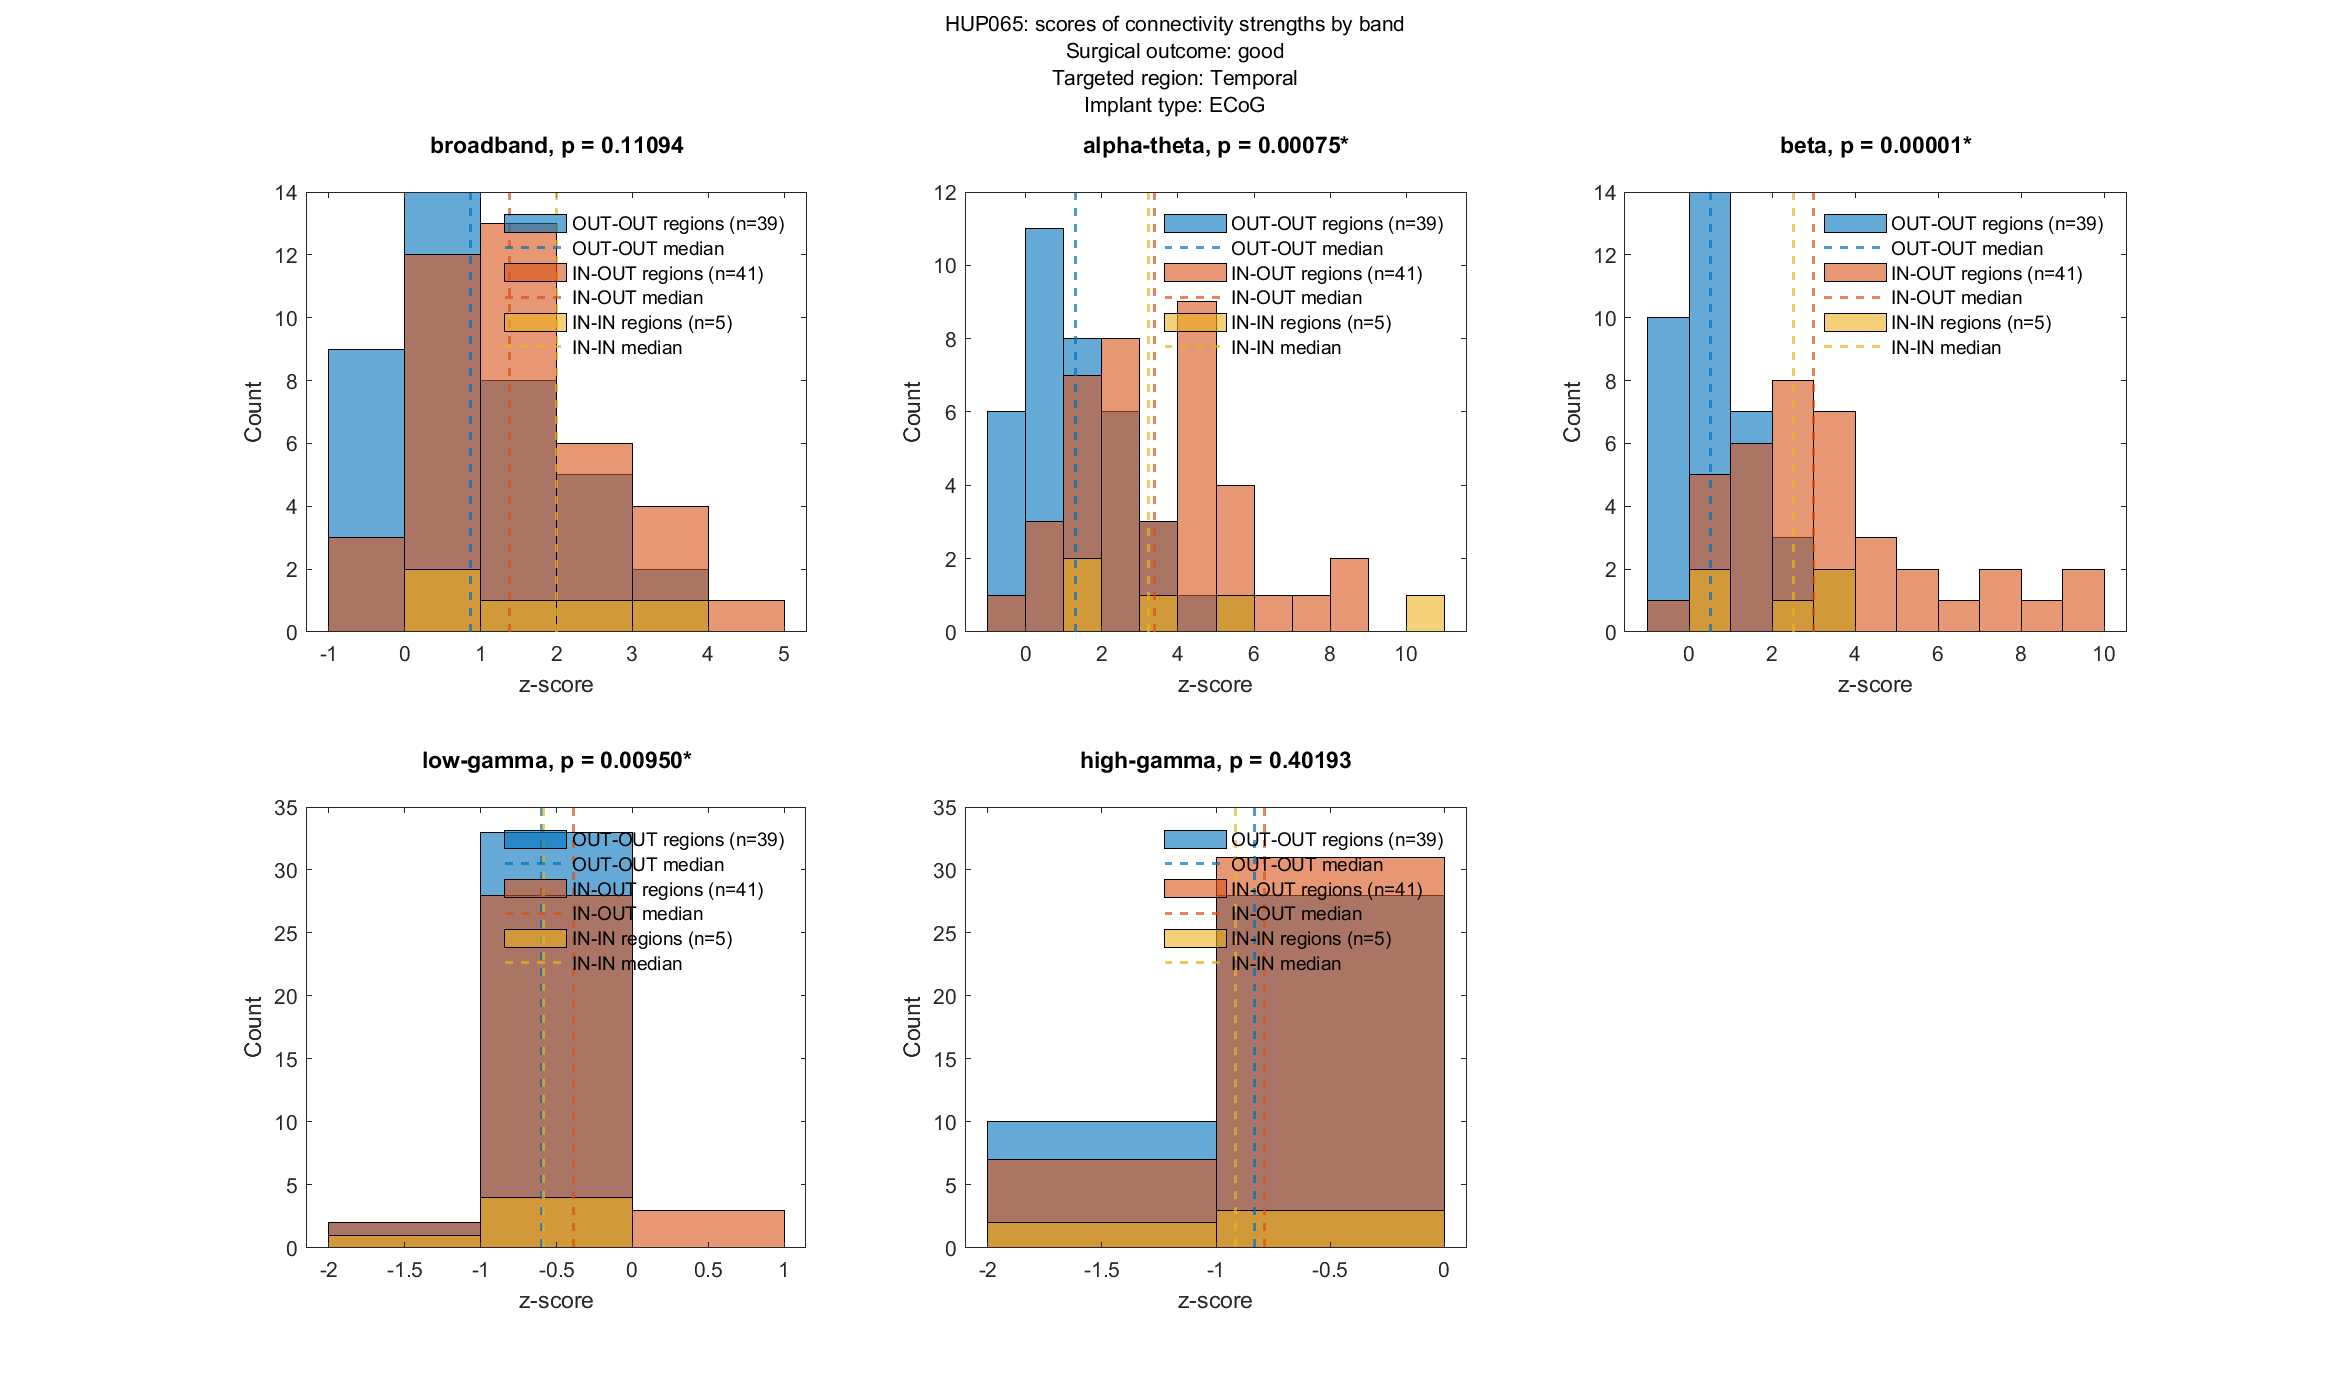 HUP065: scores of connectivity strengths by band
Surgical outcome: good
Targeted region: Temporal
Implant type: ECoG
broadband, p = 0.11094
14
12
10
8
6
4
2
0
Count
OUT-OUT regions (n=39)
OUT-OUT median
IN-OUT regions (n=41)
IN-OUT median
IN-IN regions (n=5)
IN-IN median
-1 0 1 2 3 4 5
z-score
alpha-theta, p = 0.00075*
12
10
8
6
4
2
0
Count
OUT-OUT regions (n=39)
OUT-OUT median
IN-OUT regions (n=41)
IN-OUT median
IN-IN regions (n=5)
IN-IN median
0 2 4 6 8 10
z-score
beta, p = 0.00001*
14
12
10
8
6
4
2
0
Count
OUT-OUT regions (n=39)
OUT-OUT median
IN-OUT regions (n=41)
IN-OUT median
IN-IN regions (n=5)
IN-IN median
0 2 4 6 8 10
z-score
low-gamma, p = 0.00950*
35
30
25
20
15
10
5
0
Count
OUT-OUT regions (n=39)
OUT-OUT median
IN-OUT regions (n=41)
IN-OUT median
IN-IN regions (n=5)
IN-IN median
-2 -1.5 -1 -0.5 0 0.5 1
z-score
high-gamma, p = 0.40193
35
30
25
20
15
10
5
0
Count
OUT-OUT regions (n=39)
OUT-OUT median
IN-OUT regions (n=41)
IN-OUT median
IN-IN regions (n=5)
IN-IN median
-2 -1.5 -1 -0.5 0
z-score